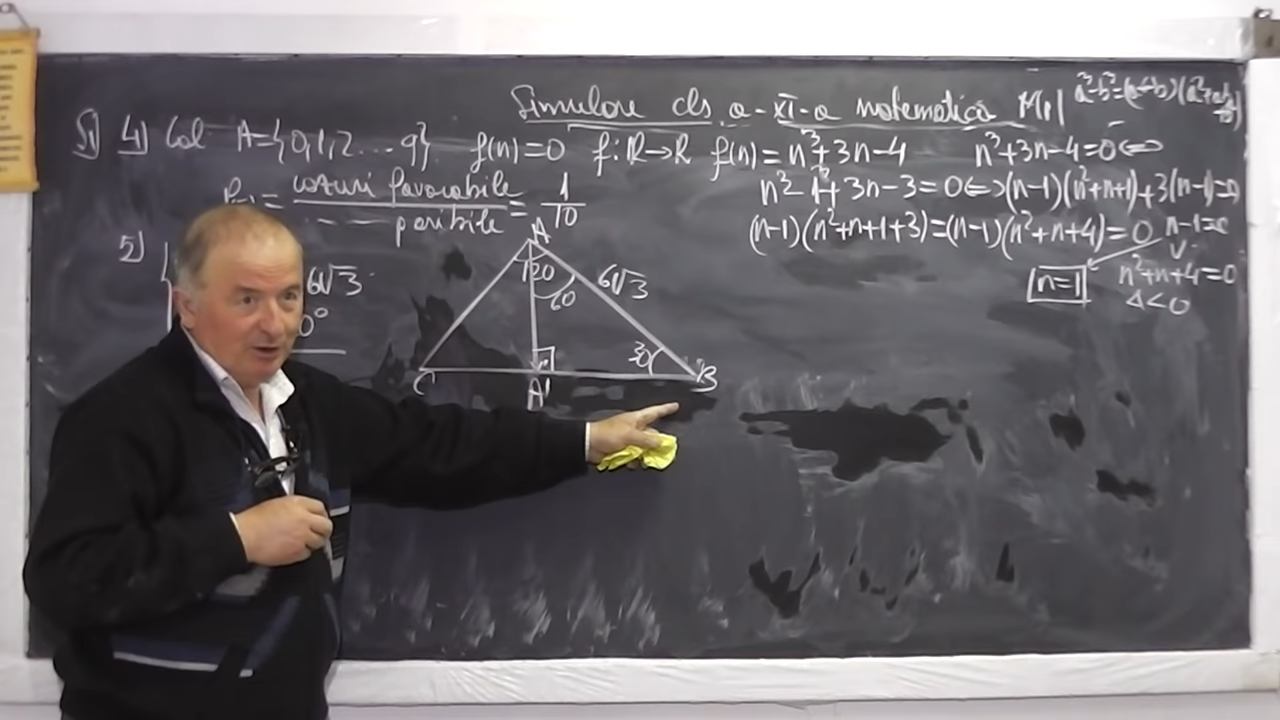 Simulare cls a-XI-a matematica M1
a³-b³=(a-b)(a²+ab+b²)
S1 4) Col A={0,1,2...9} f(n)=0 f:R→R f(n)=n³+3n-4 n³+3n-4=0⇔
cazuri favorabile
posibile
= 1/10
n³-1+3n-3=0⇔(n-1)(n²+n+1)+3(n-1)=0
(n-1)(n²+n+1+3)=(n-1)(n²+n+4)=0 n-1=0
V
n=1
n²+n+4=0
Δ<0
5)
6√3
0°
A
120
60
6√3
30
C
A'
B